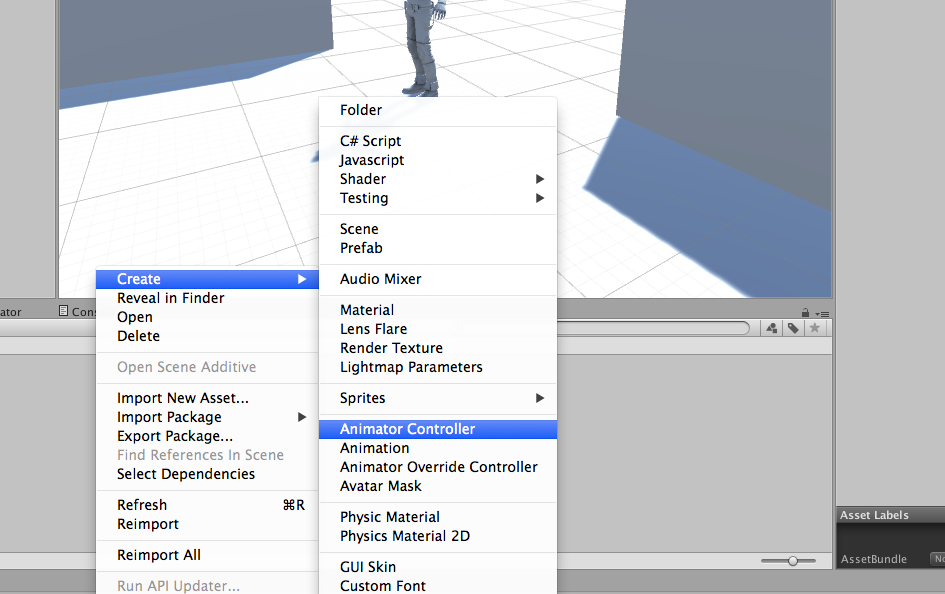 Folder
C# Script
Javascript
Shader
Testing
Scene
Prefab
Audio Mixer
Material
Lens Flare
Render Texture
Lightmap Parameters
Sprites
Animator Controller
Animation
Animator Override Controller
Avatar Mask
Physic Material
Physics Material 2D
GUI Skin
Custom Font
Create
Reveal in Finder
Open
Delete
Open Scene Additive
Import New Asset...
Import Package
Export Package...
Find References In Scene
Select Dependencies
Refresh ⌘R
Reimport
Reimport All
Run API Updater...
Asset Labels
AssetBundle